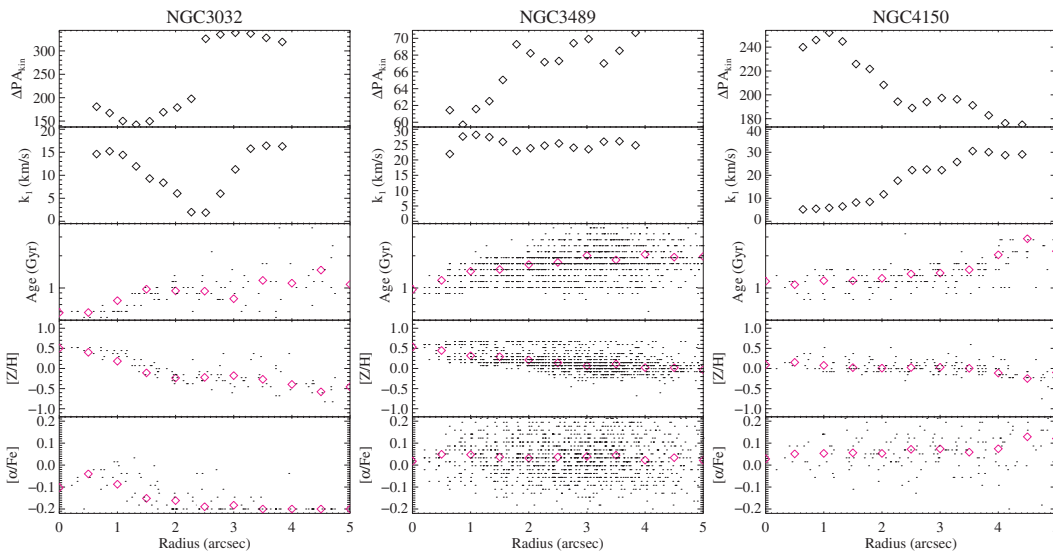 NGC3032
NGC3489
NGC4150
ΔPA_kin
300
250
200
150
ΔPA_kin
70
68
66
64
62
60
ΔPA_kin
240
220
200
180
k₁ (km/s)
20
15
10
5
0
k₁ (km/s)
30
25
20
15
10
5
0
k₁ (km/s)
40
30
20
10
0
Age (Gyr)
1
Age (Gyr)
1
Age (Gyr)
1
[Z/H]
1.0
0.5
0.0
−0.5
−1.0
[Z/H]
1.0
0.5
0.0
−0.5
−1.0
[Z/H]
1.0
0.5
0.0
−0.5
−1.0
[α/Fe]
0.2
0.1
0.0
−0.1
−0.2
[α/Fe]
0.2
0.1
0.0
−0.1
−0.2
[α/Fe]
0.2
0.1
0.0
−0.1
−0.2
0 1 2 3 4 5
0 1 2 3 4 5
0 1 2 3 4
Radius (arcsec)
Radius (arcsec)
Radius (arcsec)